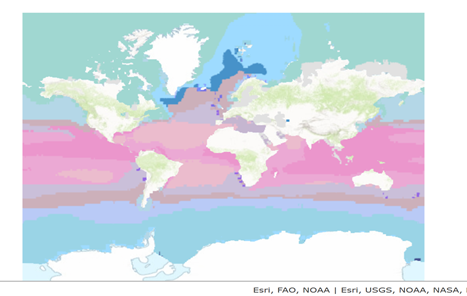 Esri, FAO, NOAA | Esri, USGS, NOAA, NASA,